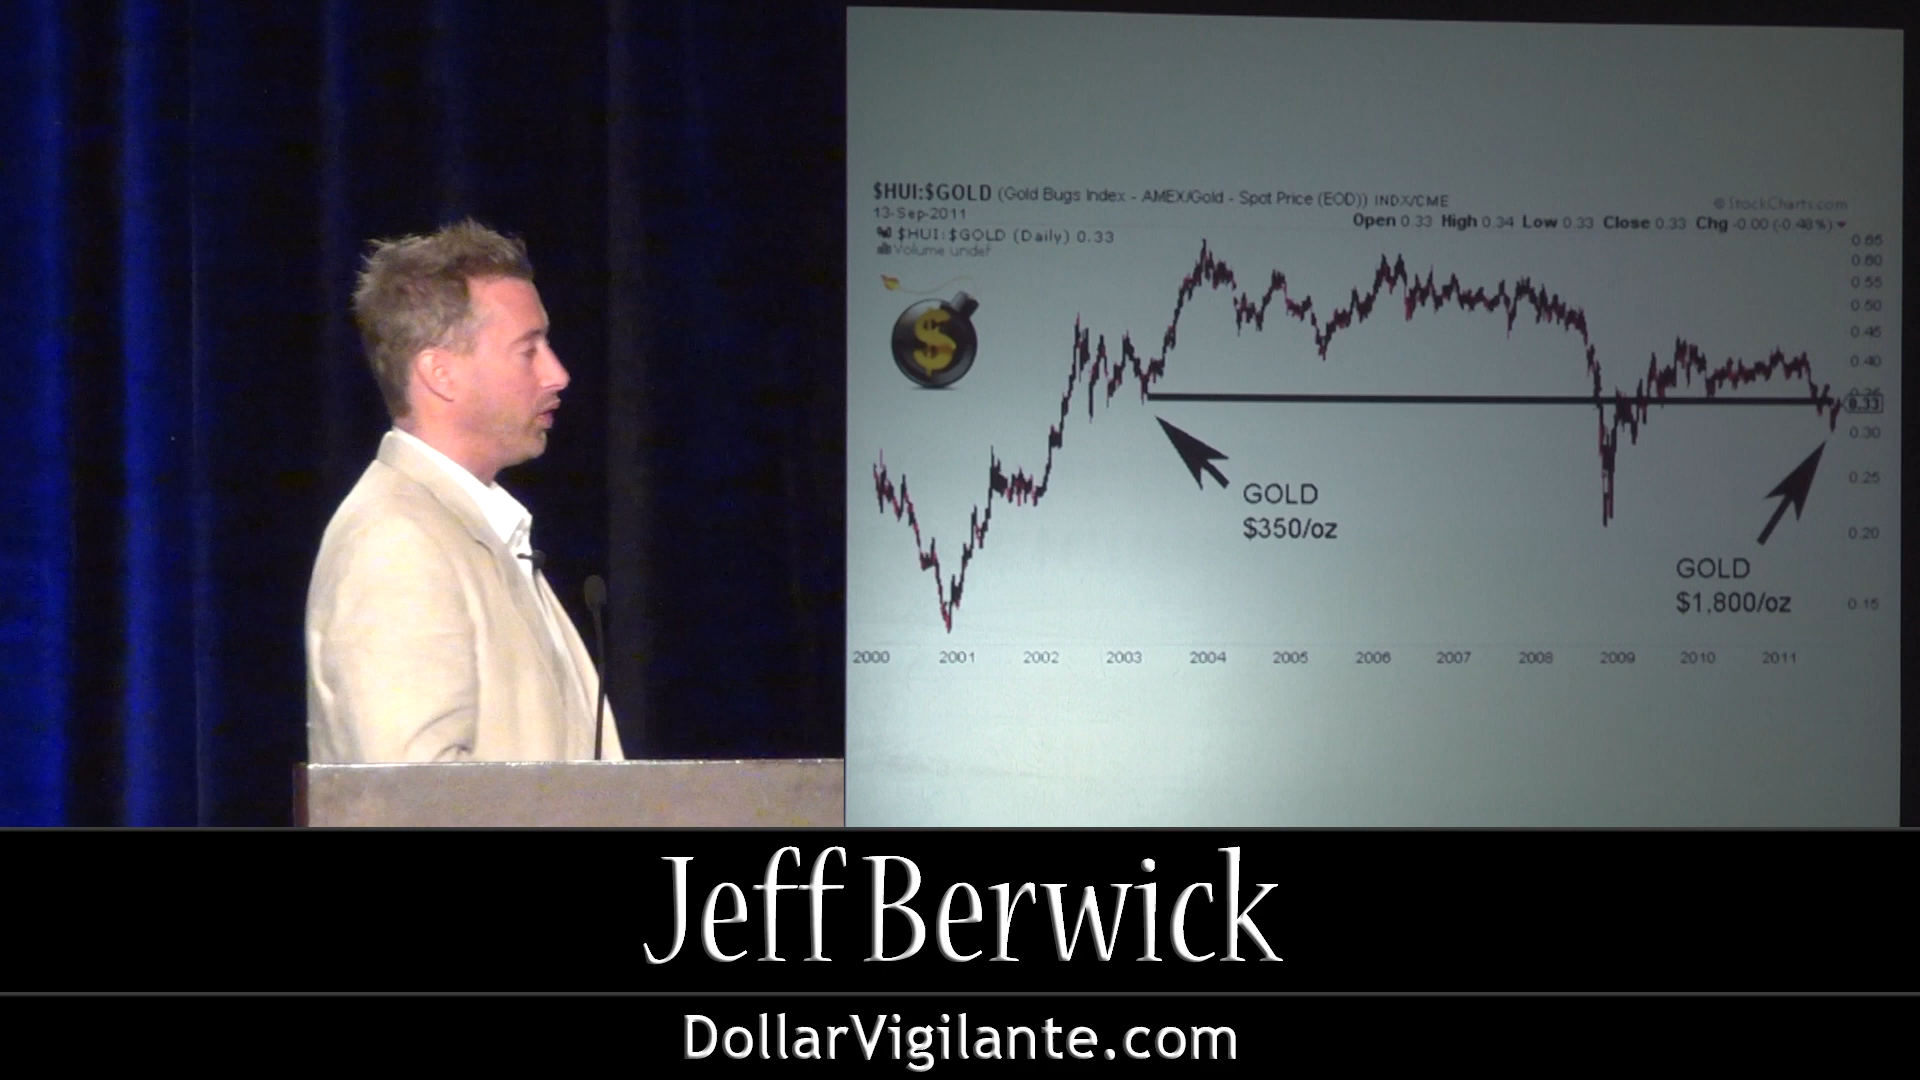 $HUI:$GOLD (Gold Bugs Index - AMEX/Gold - Spot Price (EOD)) INDX/CME
© StockCharts.com
13-Sep-2011
Open 0.33 High 0.34 Low 0.33 Close 0.33 Chg -0.00 (-0.48%)
$HUI:$GOLD (Daily) 0.33
Volume undef
$
0.65
0.60
0.55
0.50
0.45
0.40
0.33
0.30
0.25
0.20
0.15
GOLD
$350/oz
GOLD
$1,800/oz
2000 2001 2002 2003 2004 2005 2006 2007 2008 2009 2010 2011
Jeff Berwick
DollarVigilante.com